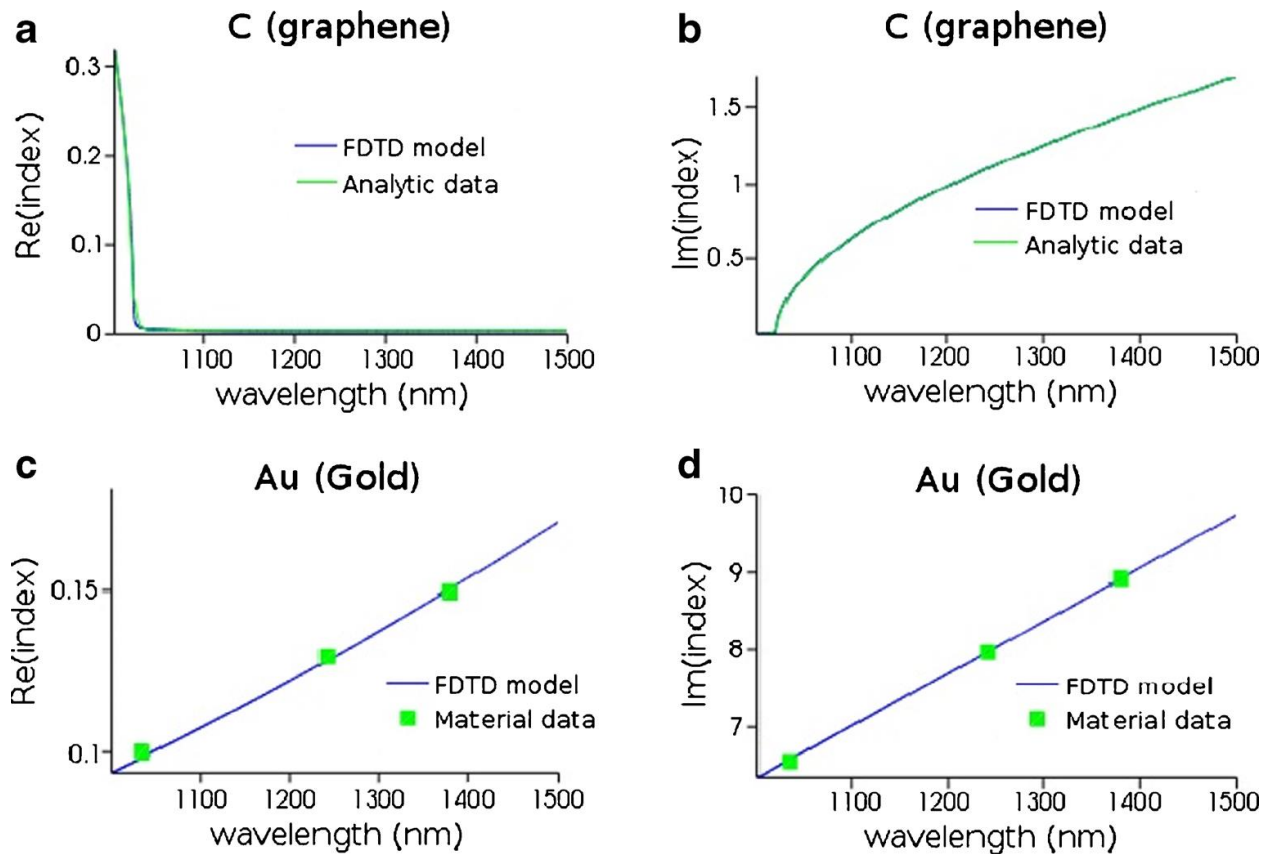 a
C (graphene)
Re(index)
0.3
0.2
0.1
0
FDTD model
Analytic data
1100 1200 1300 1400 1500
wavelength (nm)
b
C (graphene)
Im(index)
1.5
1
0.5
FDTD model
Analytic data
1100 1200 1300 1400 1500
wavelength (nm)
c
Au (Gold)
Re(index)
0.15
0.1
FDTD model
Material data
1100 1200 1300 1400 1500
wavelength (nm)
d
Au (Gold)
Im(index)
10
9
8
7
FDTD model
Material data
1100 1200 1300 1400 1500
wavelength (nm)